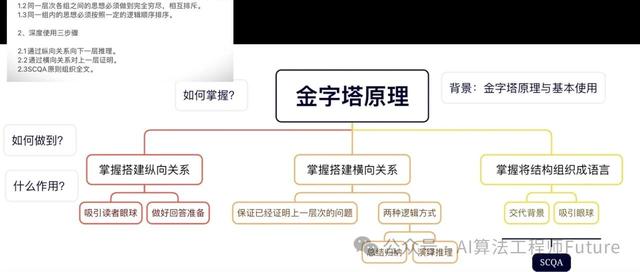 1.2同一层次各组之间的思想必须做到完全穷尽，相互排斥。
1.3同一组内的思想必须按照一定的逻辑顺序排序。
2、深度使用三步骤
2.1通过纵向关系向下一层推理。
2.2通过横向关系对上一层证明。
2.3SCQA原则组织全文。
如何掌握?
金字塔原理
背景：金字塔原理与基本使用
如何做到?
什么作用?
掌握搭建纵向关系
掌握搭建横向关系
掌握将结构组织成语言
吸引读者眼球
做好回答准备
保证已经证明上一层次的问题
两种逻辑方式
交代背景
吸引眼球
总结归纳
演绎推理
SCQA
公众号 · AI算法工程师Future